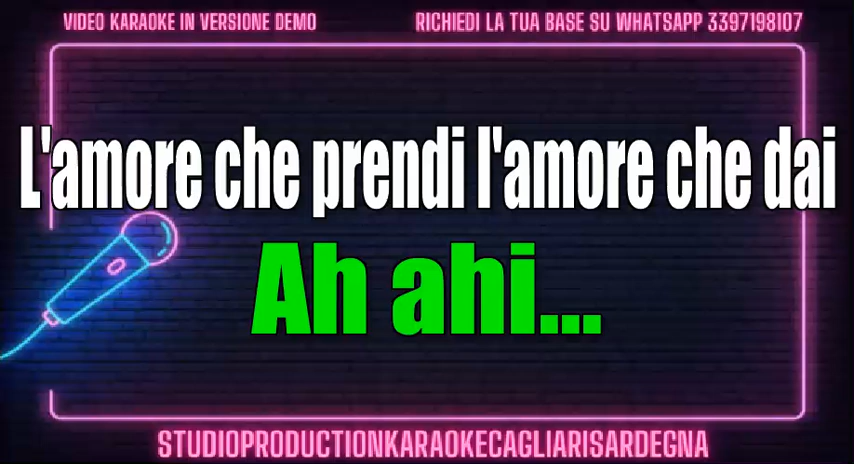 VIDEO KARAOKE IN VERSIONE DEMO
RICHIEDI LA TUA BASE SU WHATSAPP 3397198107
L'amore che prendi l'amore che dai
Ah ahi...
STUDIOPRODUCTIONKARAOKECAGLIARISARDEGNA